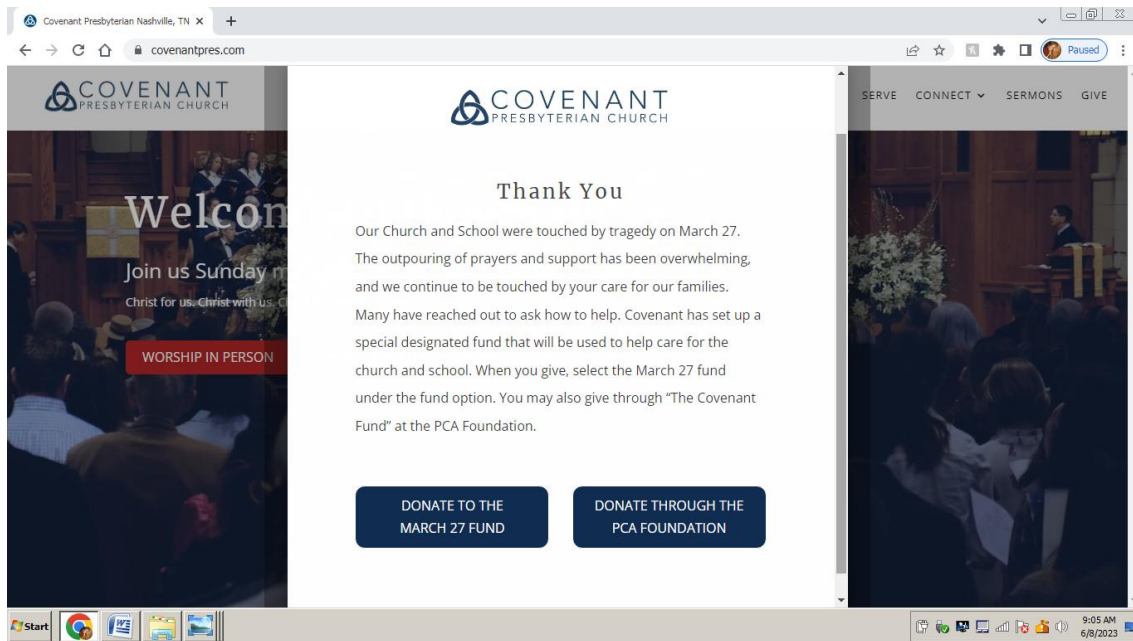 Covenant Presbyterian Nashville, TN
covenantpres.com
Paused
COVENANT
PRESBYTERIAN CHURCH
COVENANT
PRESBYTERIAN CHURCH
SERVE CONNECT SERMONS GIVE
Welcom
Join us Sunday m
Christ for us. Christ with us. C
WORSHIP IN PERSON
Thank You
Our Church and School were touched by tragedy on March 27.
The outpouring of prayers and support has been overwhelming,
and we continue to be touched by your care for our families.
Many have reached out to ask how to help. Covenant has set up a
special designated fund that will be used to help care for the
church and school. When you give, select the March 27 fund
under the fund option. You may also give through “The Covenant
Fund” at the PCA Foundation.
DONATE TO THE
MARCH 27 FUND
DONATE THROUGH THE
PCA FOUNDATION
Start
9:05 AM
6/8/2023